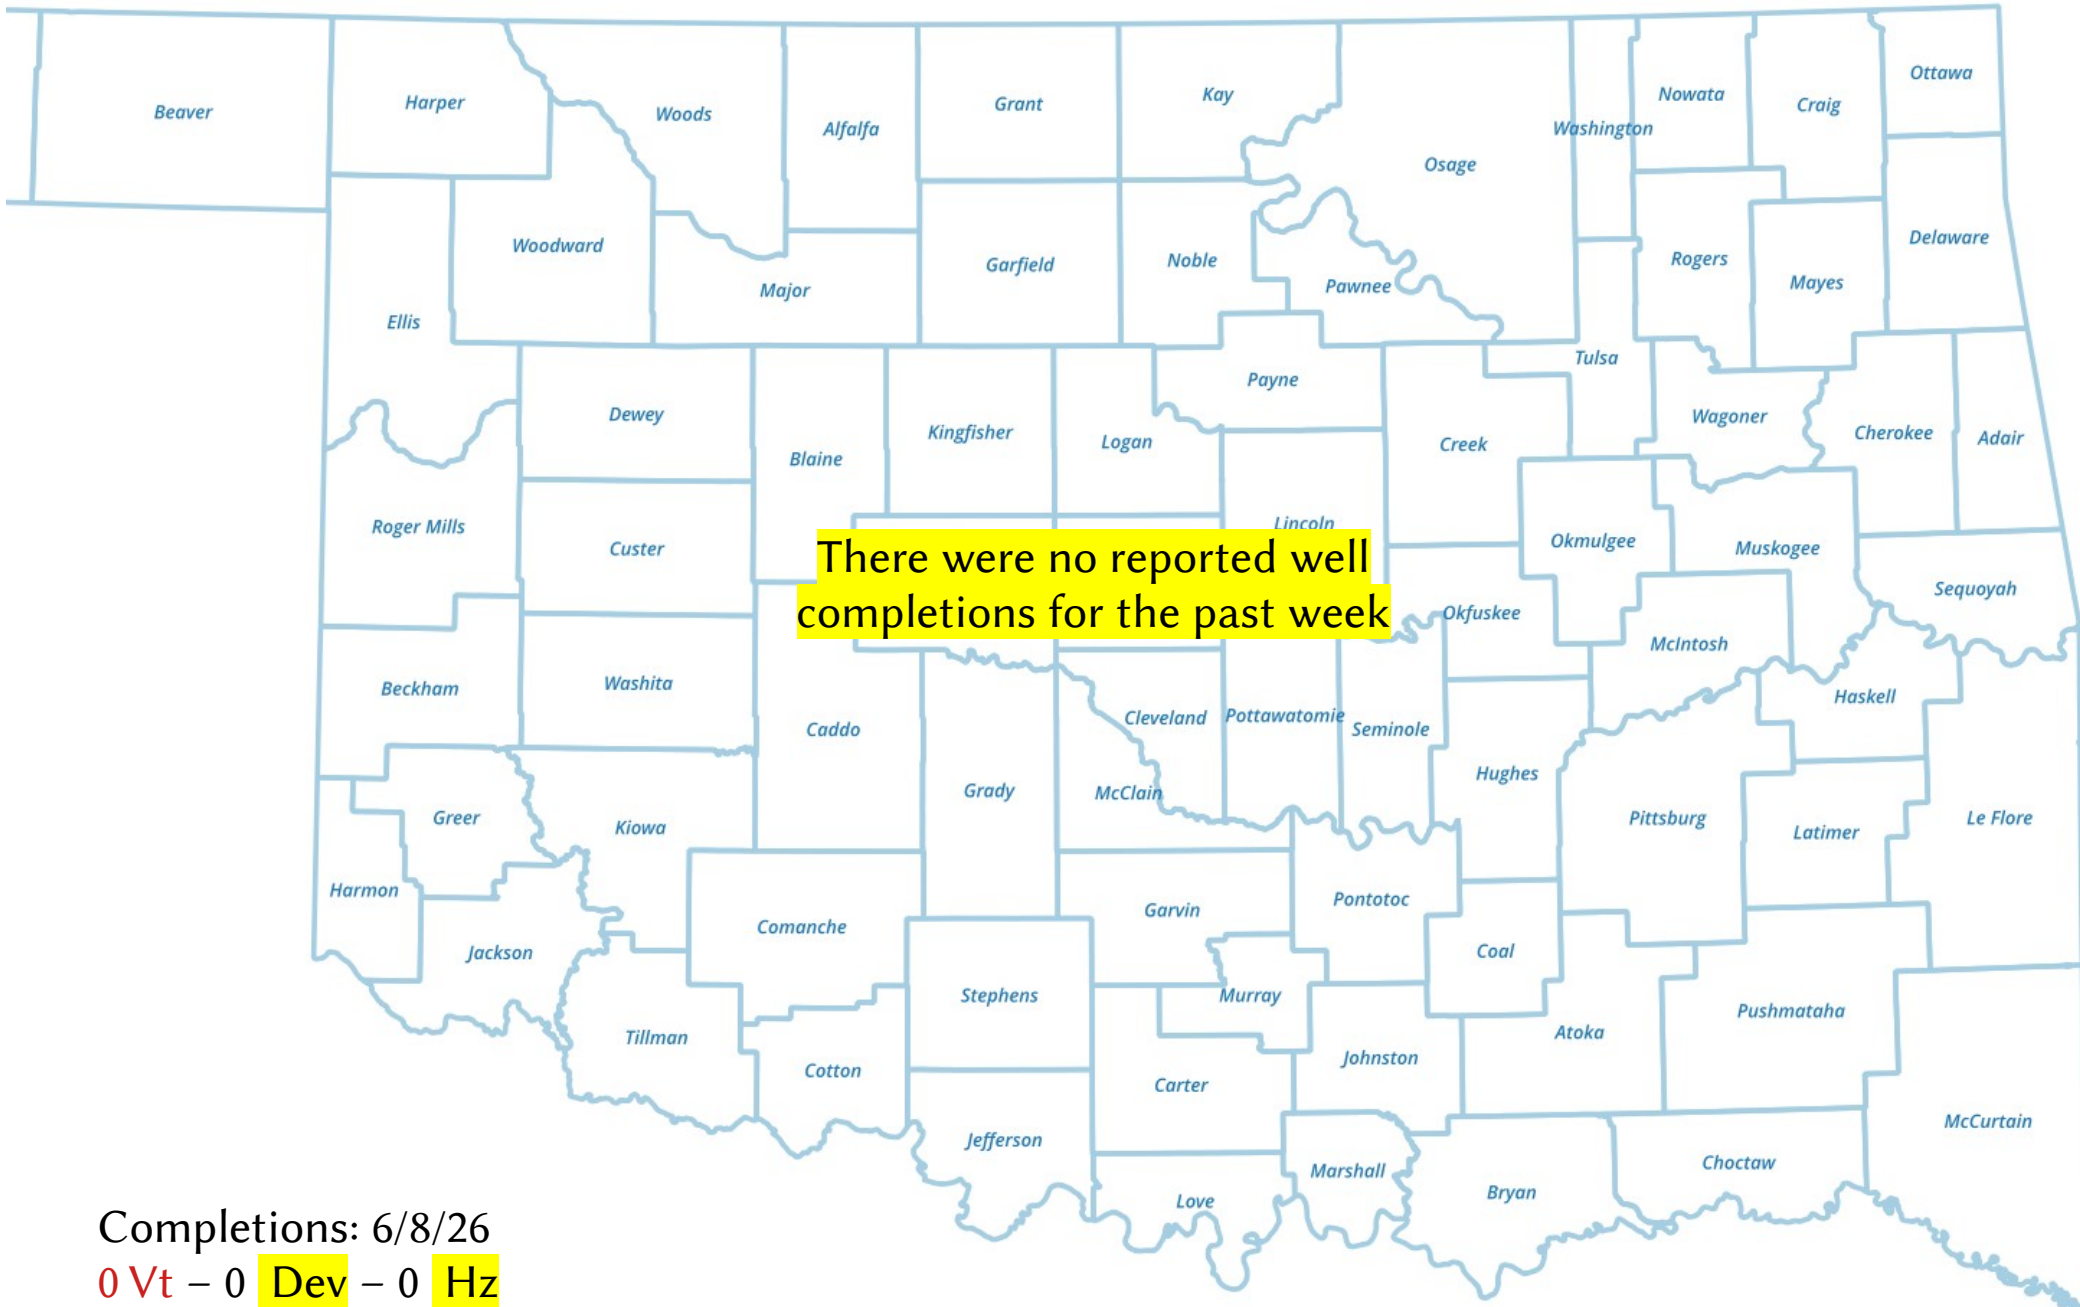 Ottawa
Beaver
Harper
Woods
Alfalfa
Grant
Kay
Nowata
Craig
Washington
Osage
Woodward
Garfield
Noble
Rogers
Delaware
Major
Pawnee
Mayes
Ellis
Tulsa
Payne
Dewey
Kingfisher
Logan
Blaine
Creek
Wagoner
Cherokee
Adair
Roger Mills
Custer
Lincoln
Okmulgee
Muskogee
There were no reported well
completions for the past week
Sequoyah
Okfuskee
McIntosh
Beckham
Washita
Haskell
Caddo
Cleveland
Pottawatomie
Seminole
Grady
McClain
Hughes
Greer
Kiowa
Pittsburg
Latimer
Le Flore
Harmon
Comanche
Garvin
Pontotoc
Jackson
Coal
Stephens
Murray
Pushmataha
Tillman
Atoka
Cotton
Carter
Johnston
Jefferson
McCurtain
Marshall
Choctaw
Love
Bryan
Completions: 6/8/26
0 Vt – 0 Dev – 0 Hz